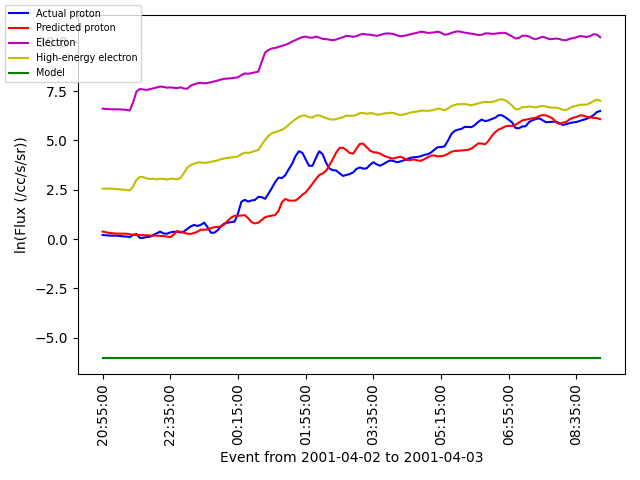 Actual proton
Predicted proton
Electron
High-energy electron
Model
7.5
5.0
2.5
0.0
−2.5
−5.0
ln(Flux (/cc/s/sr))
20:55:00
22:35:00
00:15:00
01:55:00
03:35:00
05:15:00
06:55:00
08:35:00
Event from 2001-04-02 to 2001-04-03